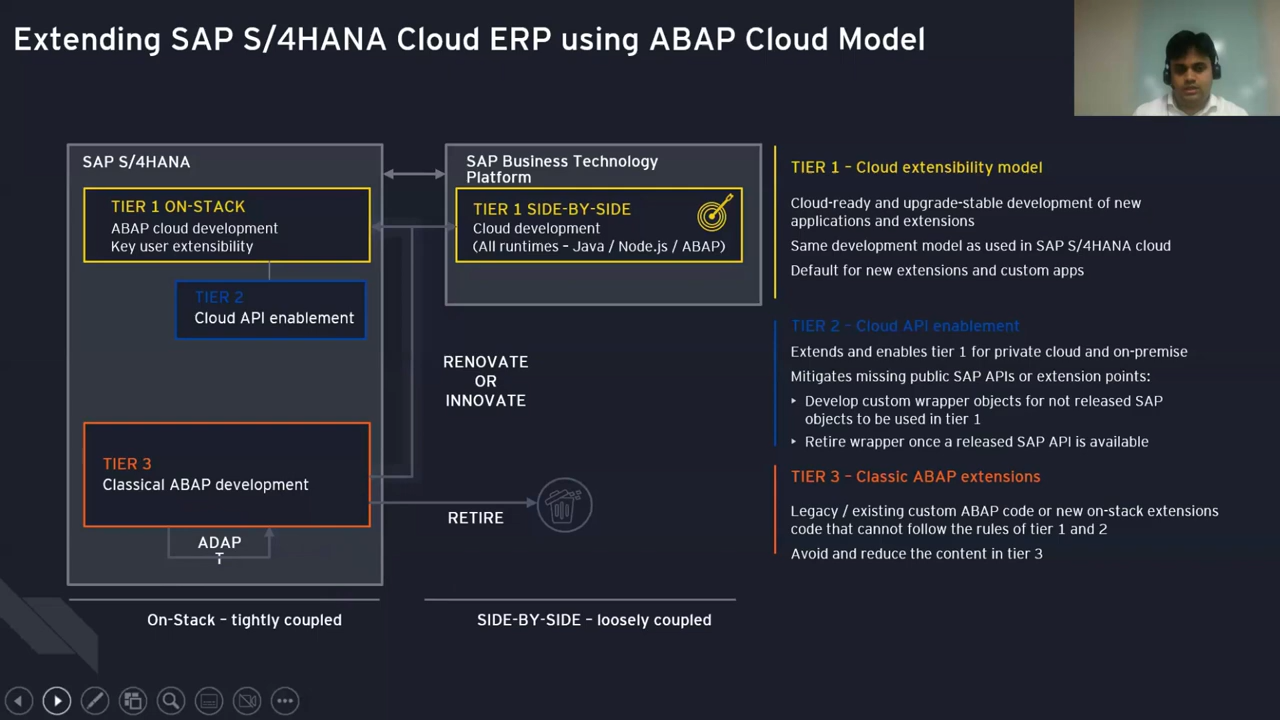 Extending SAP S/4HANA Cloud ERP using ABAP Cloud Model
SAP S/4HANA
TIER 1 ON-STACK
ABAP cloud development
Key user extensibility
TIER 2
Cloud API enablement
TIER 3
Classical ABAP development
ADAP
T
SAP Business Technology
Platform
TIER 1 SIDE-BY-SIDE
Cloud development
(All runtimes – Java / Node.js / ABAP)
RENOVATE
OR
INNOVATE
RETIRE
On-Stack – tightly coupled
SIDE-BY-SIDE – loosely coupled
TIER 1 – Cloud extensibility model
Cloud-ready and upgrade-stable development of new
applications and extensions
Same development model as used in SAP S/4HANA cloud
Default for new extensions and custom apps
TIER 2 – Cloud API enablement
Extends and enables tier 1 for private cloud and on-premise
Mitigates missing public SAP APIs or extension points:
‣ Develop custom wrapper objects for not released SAP
objects to be used in tier 1
‣ Retire wrapper once a released SAP API is available
TIER 3 – Classic ABAP extensions
Legacy / existing custom ABAP code or new on-stack extensions
code that cannot follow the rules of tier 1 and 2
Avoid and reduce the content in tier 3